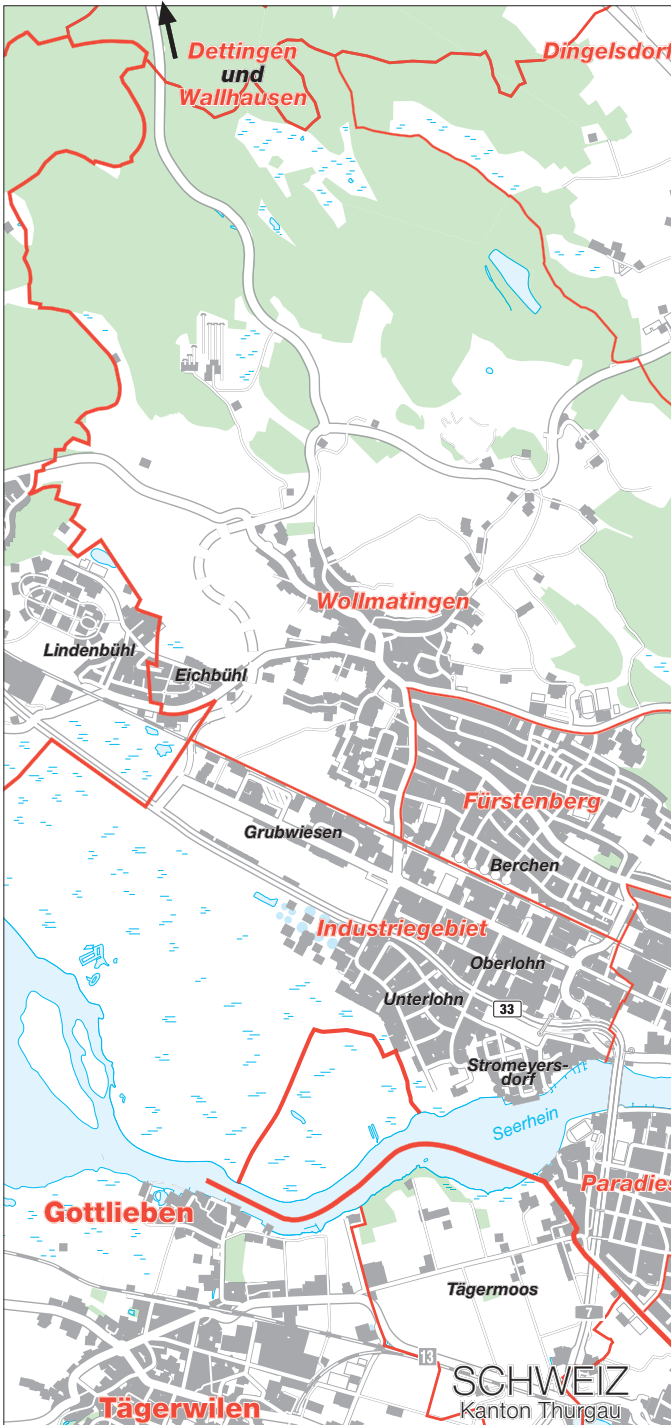 Dettingen
und
Wallhausen
Dingelsdorf
Wollmatingen
Lindenbühl
Eichbühl
Fürstenberg
Grubwiesen
Berchen
Industriegebiet
Oberlohn
Unterlohn
33
Stromeyers-
dorf
Seerhein
Paradies
Gottlieben
Tägermoos
7
13
SCHWEIZ
Kanton Thurgau
Tägerwilen